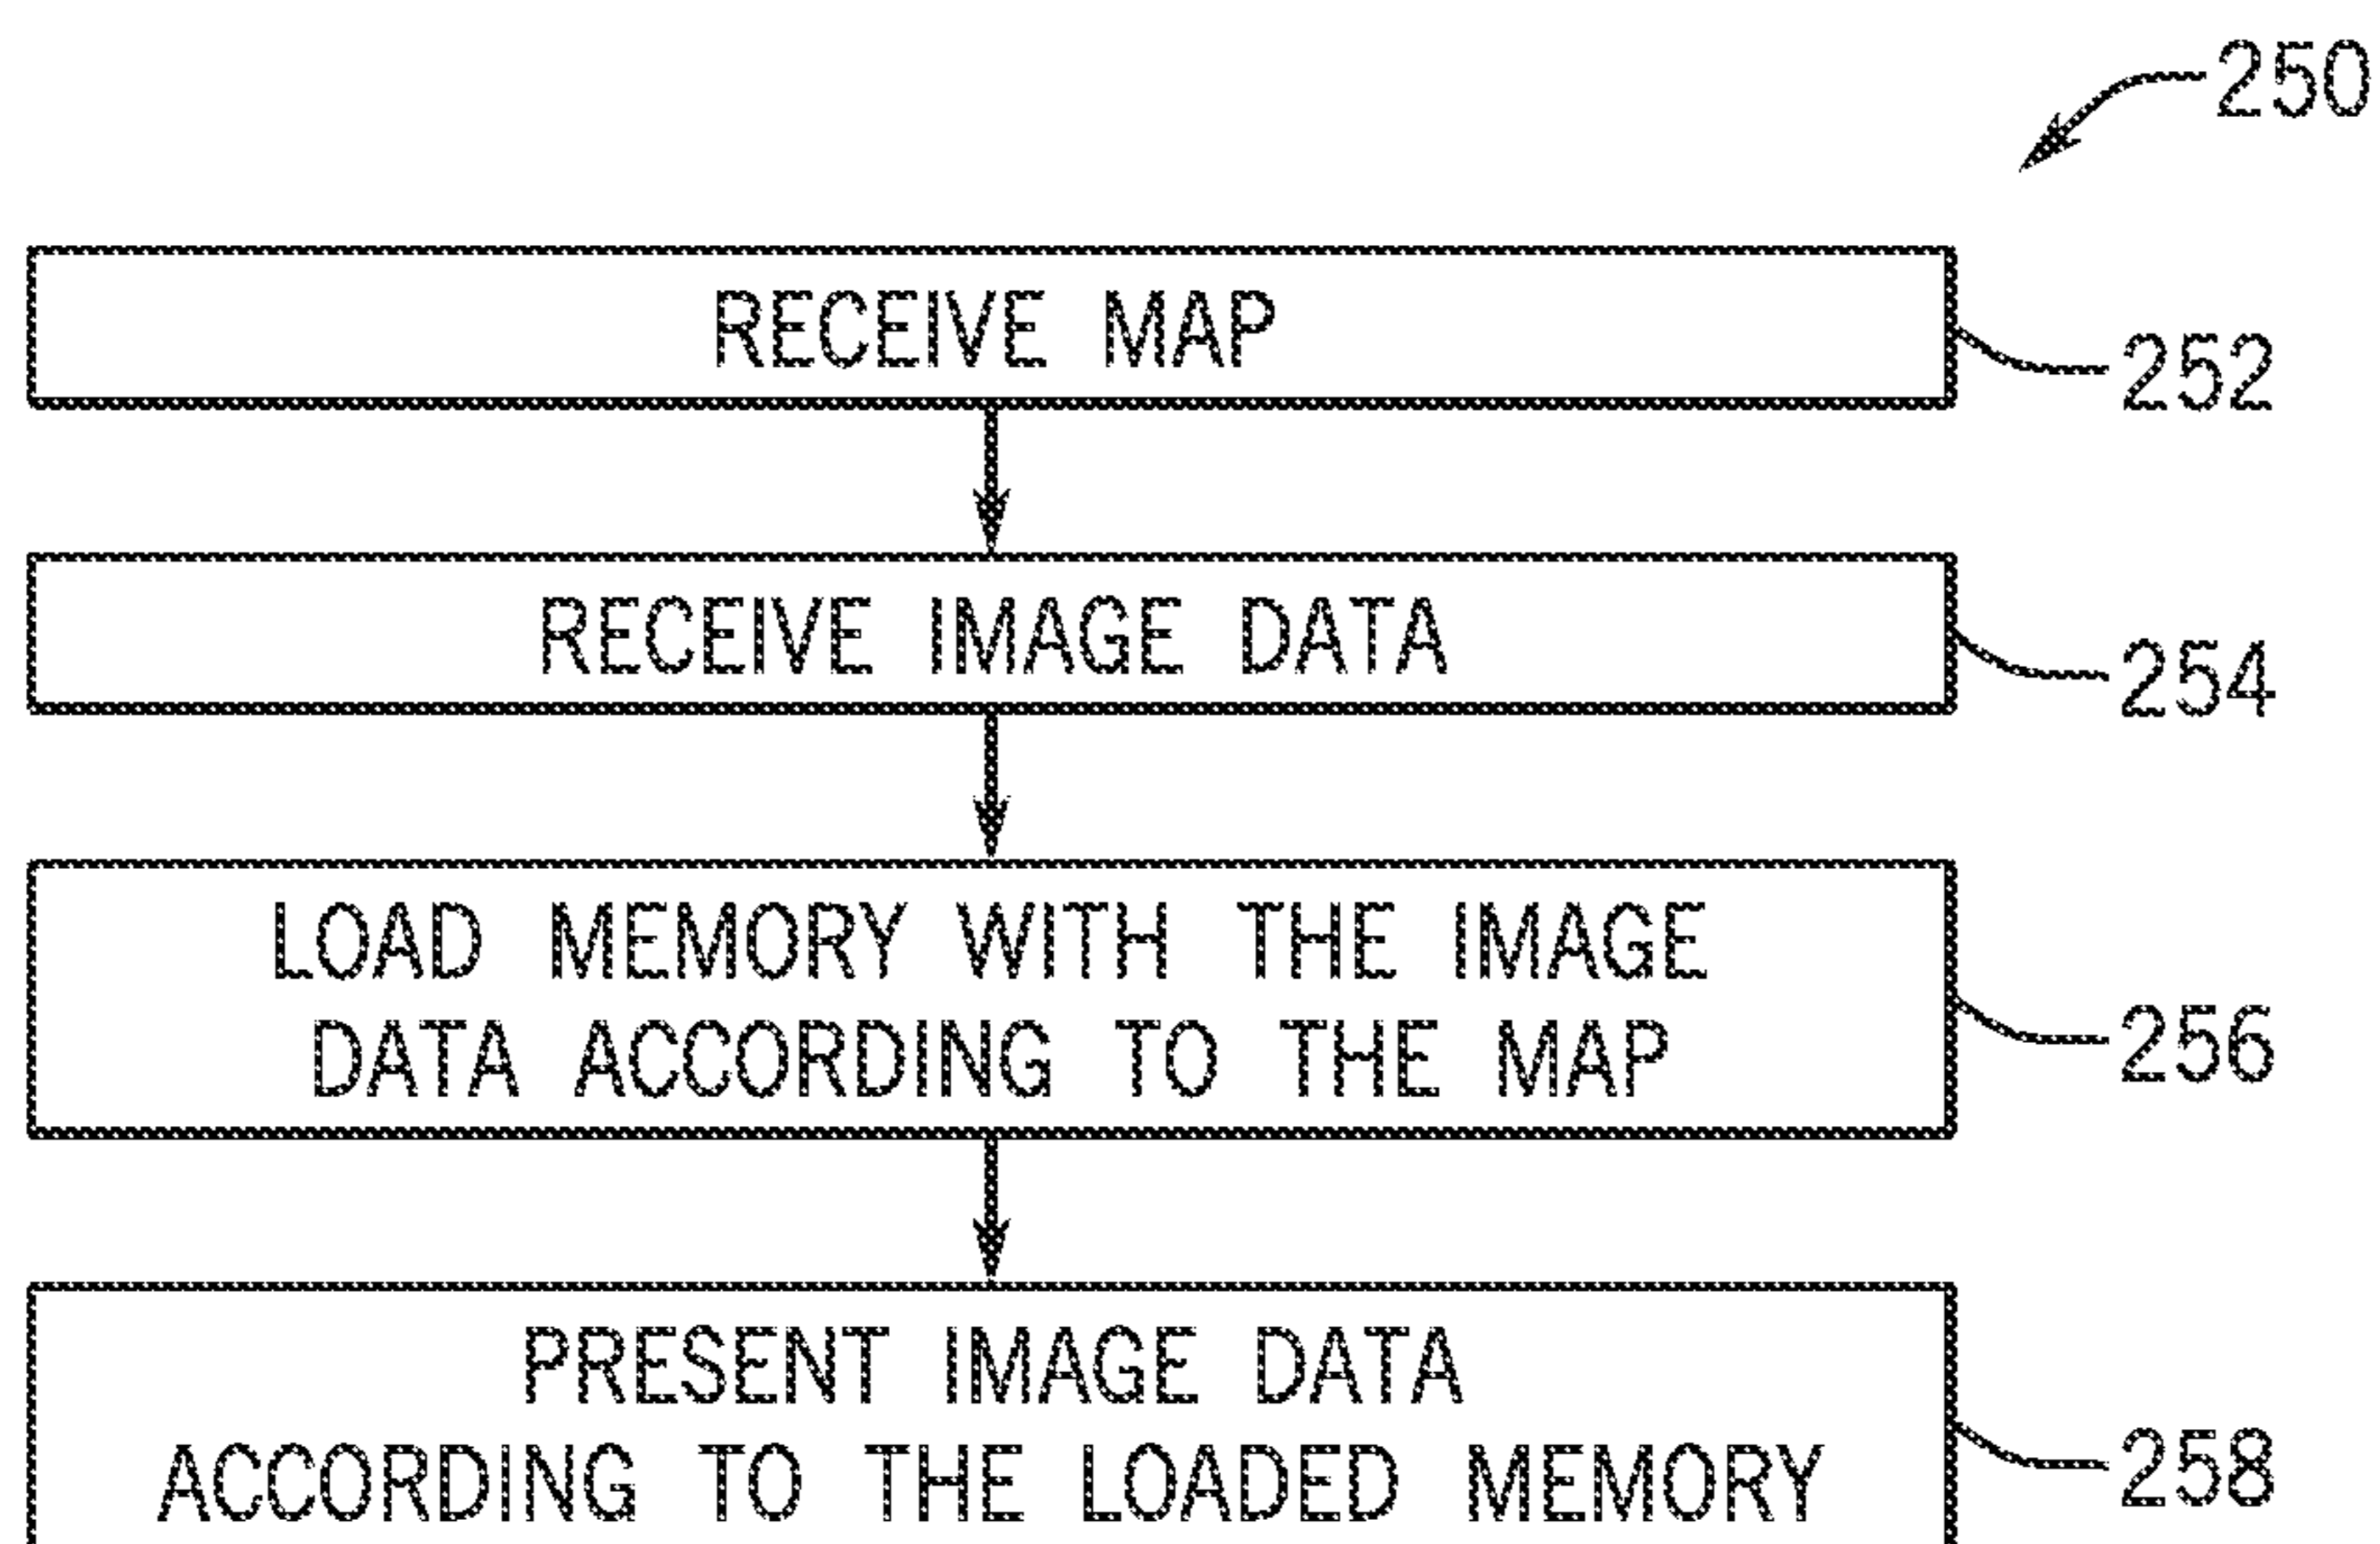 250
RECEIVE MAP
252
RECEIVE IMAGE DATA
254
LOAD MEMORY WITH THE IMAGE
DATA ACCORDING TO THE MAP
256
PRESENT IMAGE DATA
ACCORDING TO THE LOADED MEMORY
258